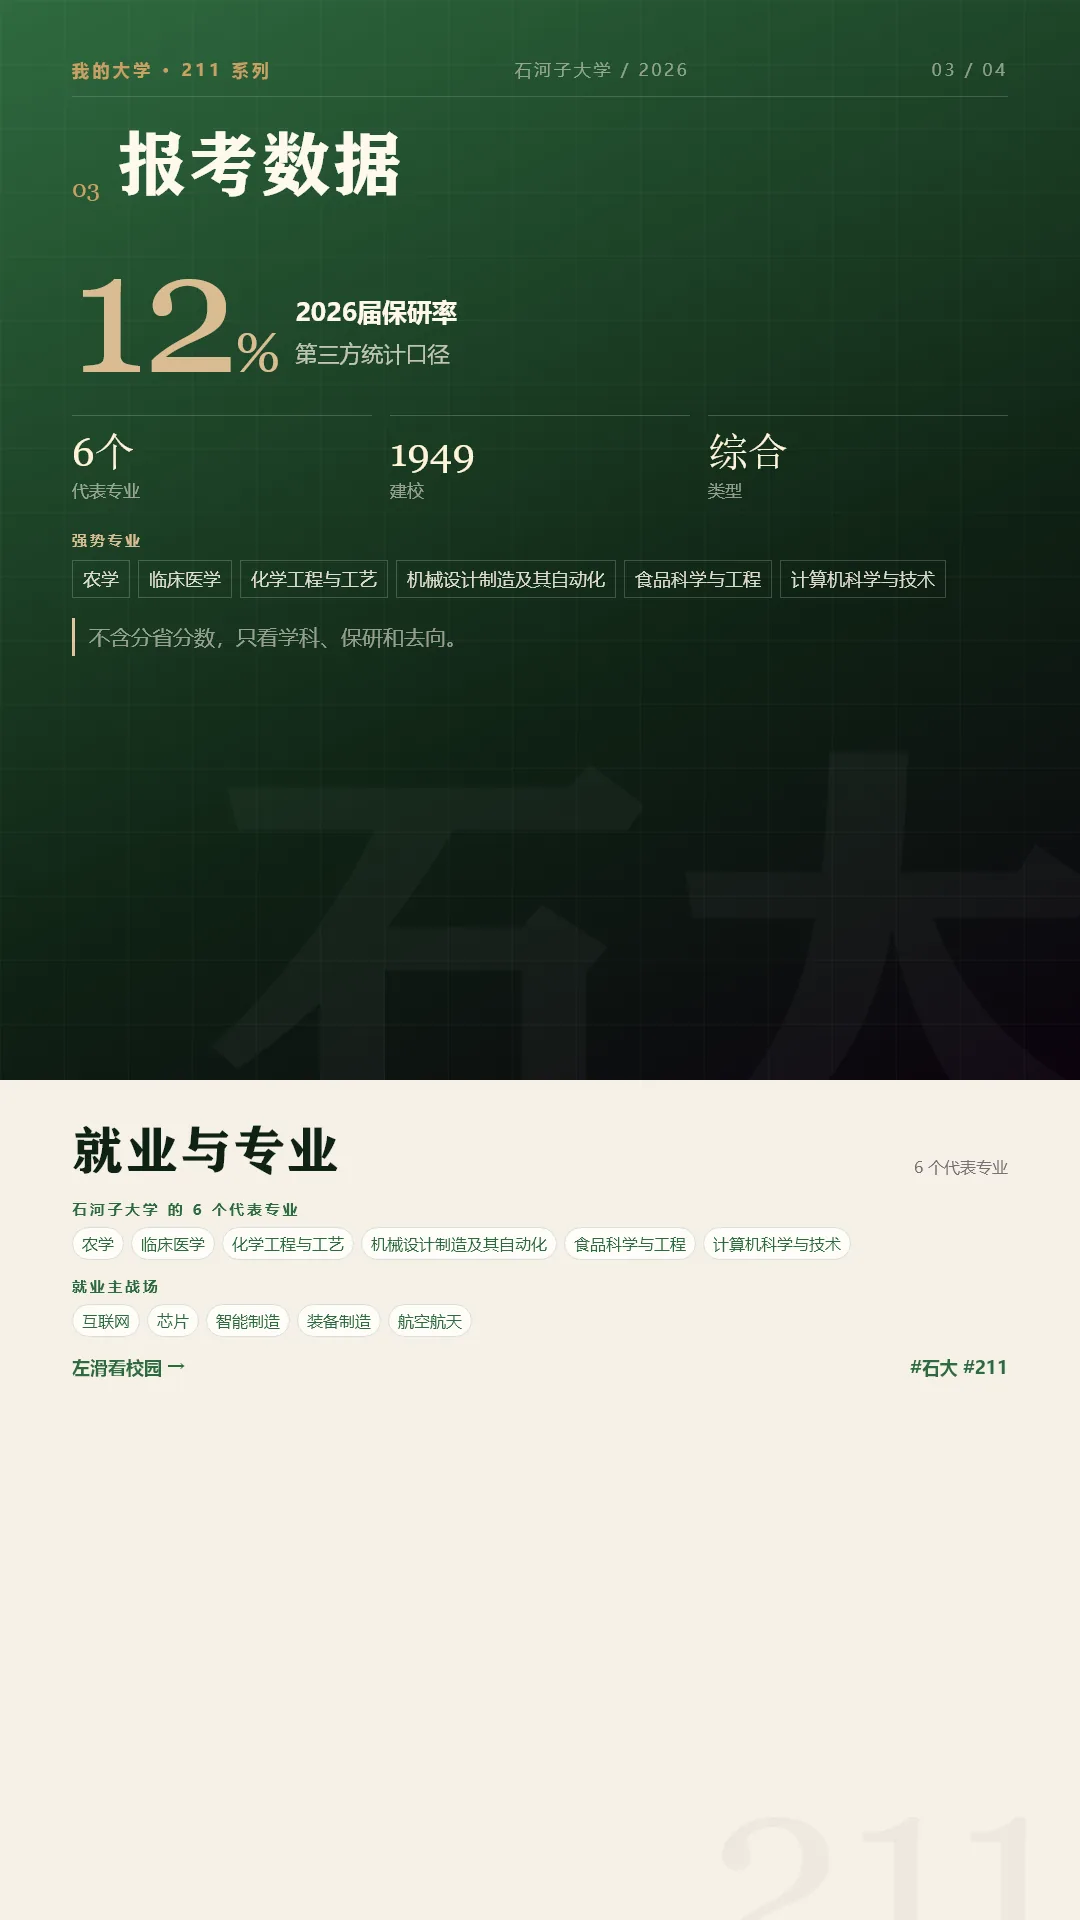 我的大学 • 211 系列
石河子大学 / 2026
03 / 04
03 报考数据
12%
2026届保研率
第三方统计口径
6个
代表专业
1949
建校
综合
类型
强势专业
农学 临床医学 化学工程与工艺 机械设计制造及其自动化 食品科学与工程 计算机科学与技术
不含分省分数，只看学科、保研和去向。
石大
就业与专业
6 个代表专业
石河子大学 的 6 个代表专业
农学 临床医学 化学工程与工艺 机械设计制造及其自动化 食品科学与工程 计算机科学与技术
就业主战场
互联网 芯片 智能制造 装备制造 航空航天
左滑看校园 →
#石大 #211
211